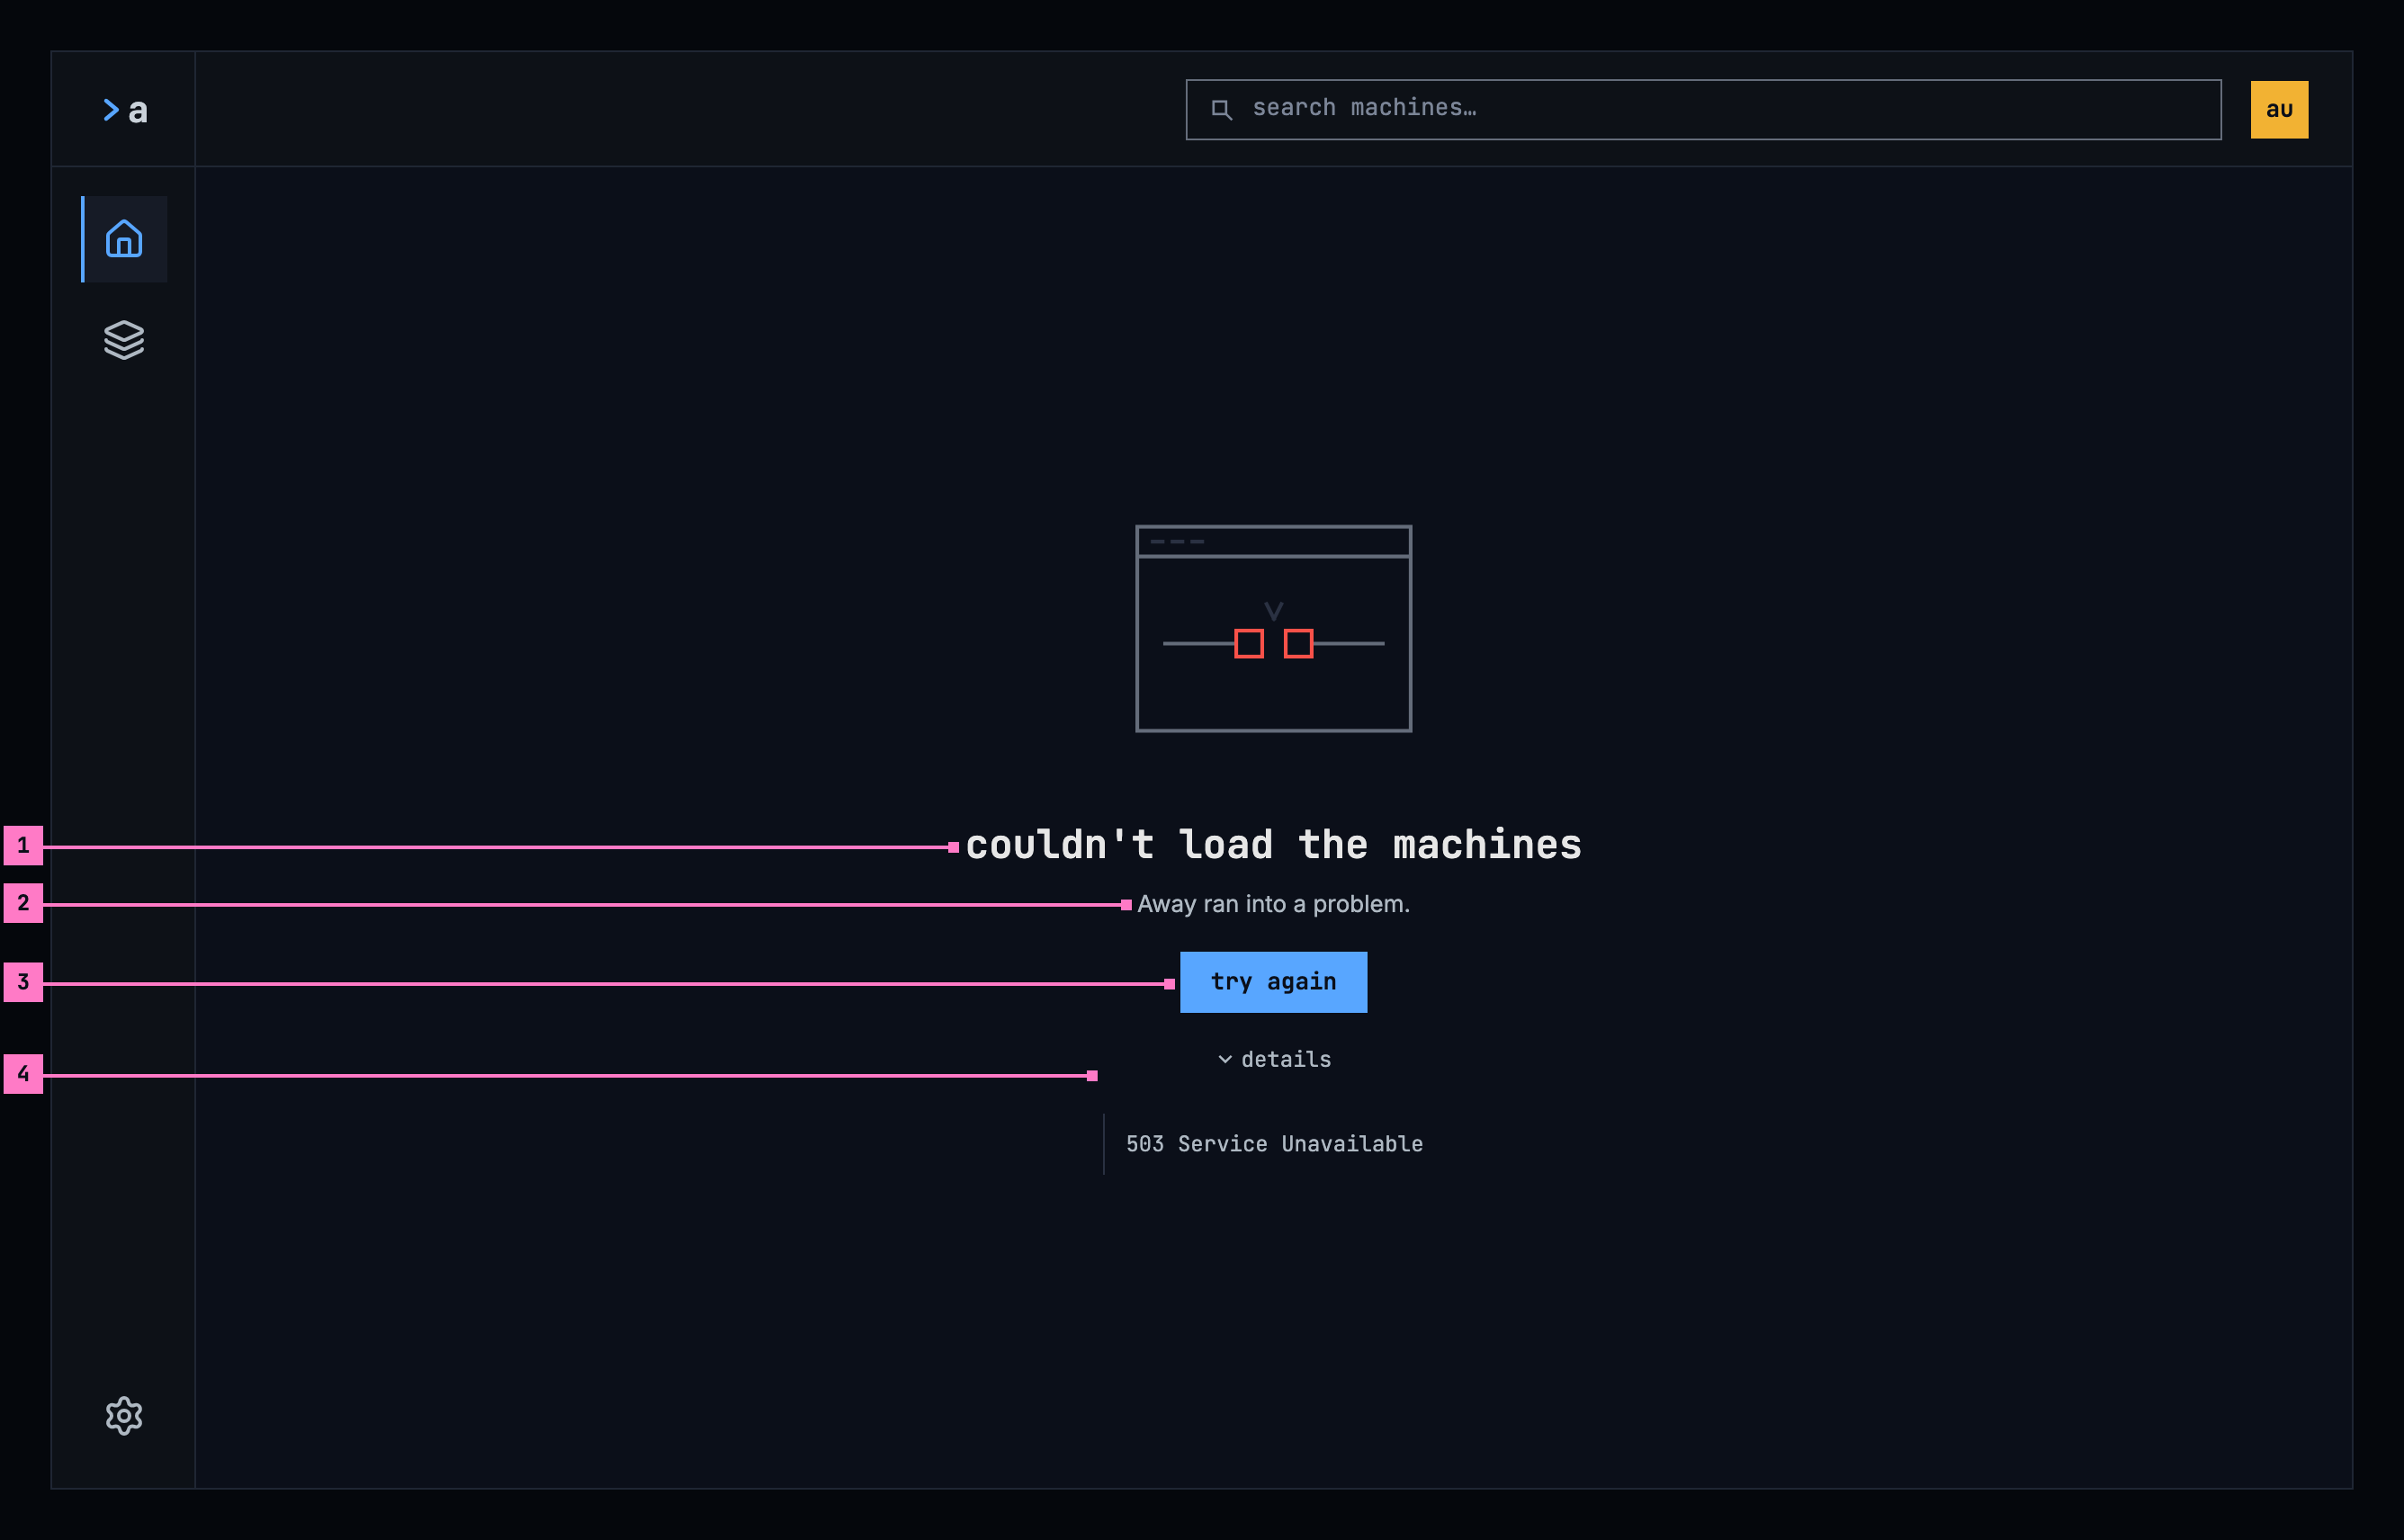 >a
search machines…
au
1
couldn't load the machines
2
Away ran into a problem.
3
try again
4
details
503 Service Unavailable